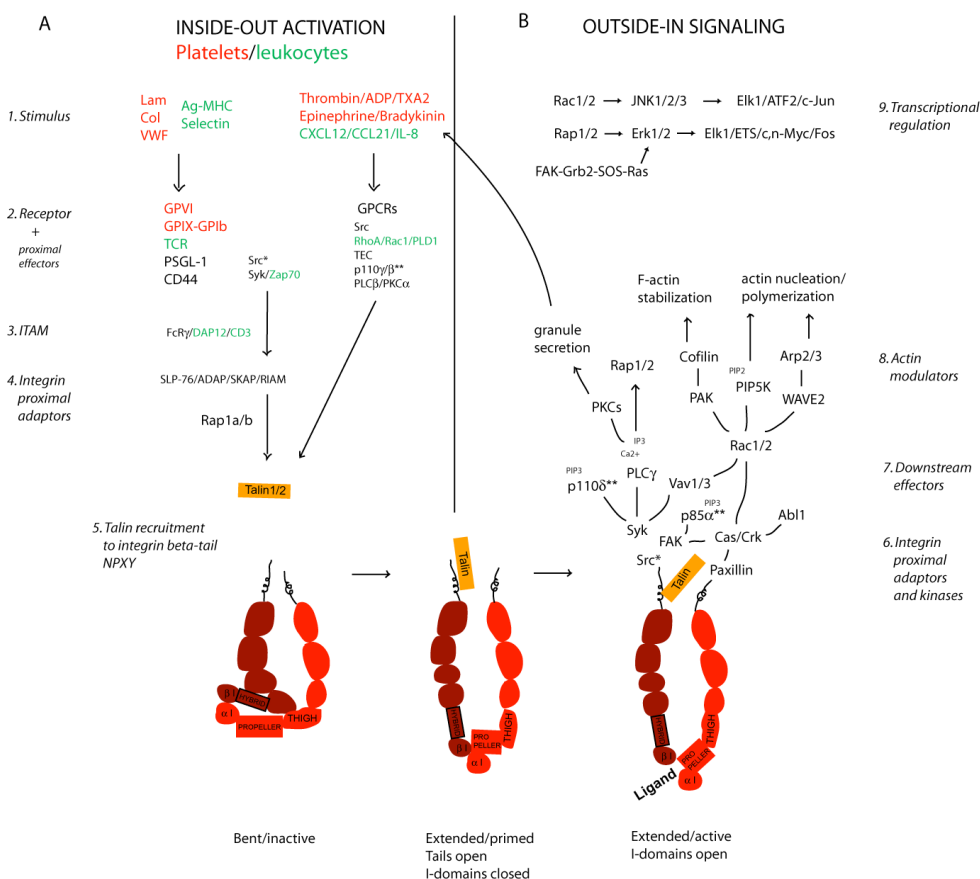 A
INSIDE-OUT ACTIVATION
Platelets/leukocytes
1. Stimulus
Lam
Col
VWF
Ag-MHC
Selectin
Thrombin/ADP/TXA2
Epinephrine/Bradykinin
CXCL12/CCL21/IL-8
2. Receptor
+
proximal
effectors
GPVI
GPIX-GPIb
TCR
PSGL-1
CD44
Src*
Syk/Zap70
GPCRs
Src
RhoA/Rac1/PLD1
TEC
p110γ/β**
PLCβ/PKCα
3. ITAM
FcRγ/DAP12/CD3
4. Integrin
proximal
adaptors
SLP-76/ADAP/SKAP/RIAM
Rap1a/b
Talin1/2
5. Talin recruitment
to integrin beta-tail
NPXY
β I
HYBRID
α I
PROPELLER
THIGH
Bent/inactive
Talin
HYBRID
β I
PRO
PELLER
α I
THIGH
Extended/primed
Tails open
I-domains closed
B
OUTSIDE-IN SIGNALING
Rac1/2
JNK1/2/3
Elk1/ATF2/c-Jun
Rap1/2
Erk1/2
Elk1/ETS/c,n-Myc/Fos
FAK-Grb2-SOS-Ras
9. Transcriptional
regulation
F-actin
stabilization
actin nucleation/
polymerization
granule
secretion
Rap1/2
Cofilin
PIP2
PIP5K
Arp2/3
8. Actin
modulators
PKCs
PAK
WAVE2
IP3
Ca2+
Rac1/2
PIP3
p110δ**
PLCγ
Vav1/3
7. Downstream
effectors
PIP3
p85α**
Syk
FAK
Cas/Crk
Abl1
Src*
Paxillin
6. Integrin
proximal
adaptors
and kinases
Talin
HYBRID
β I
PRO
PELLER
α I
THIGH
Ligand
Extended/active
I-domains open